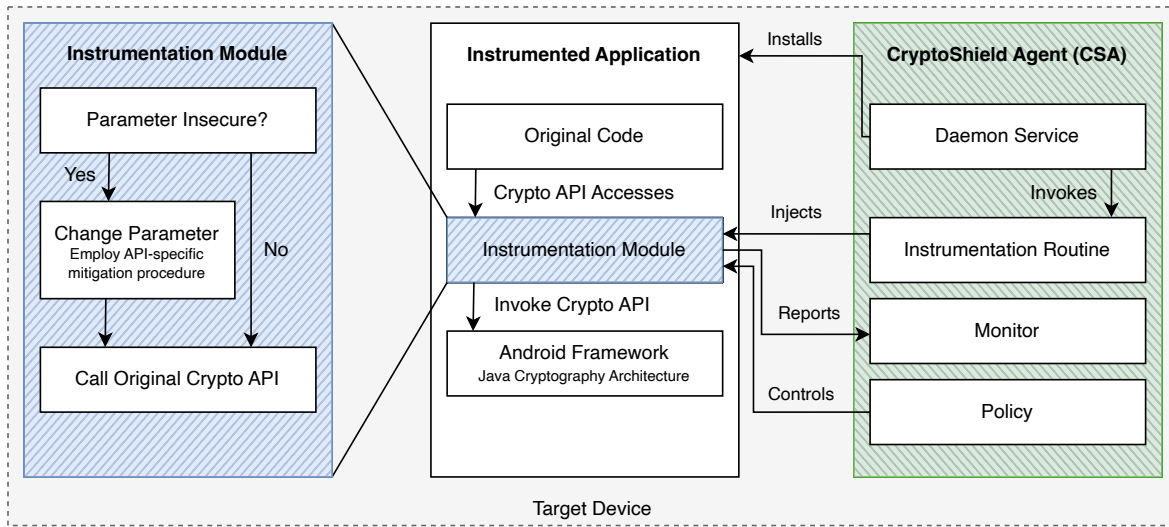 Instrumentation Module
Parameter Insecure?
Yes
Change Parameter
Employ API-specific
mitigation procedure
No
Call Original Crypto API
Instrumented Application
Original Code
Crypto API Accesses
Instrumentation Module
Invoke Crypto API
Android Framework
Java Cryptography Architecture
Installs
Injects
Reports
Controls
CryptoShield Agent (CSA)
Daemon Service
Invokes
Instrumentation Routine
Monitor
Policy
Target Device